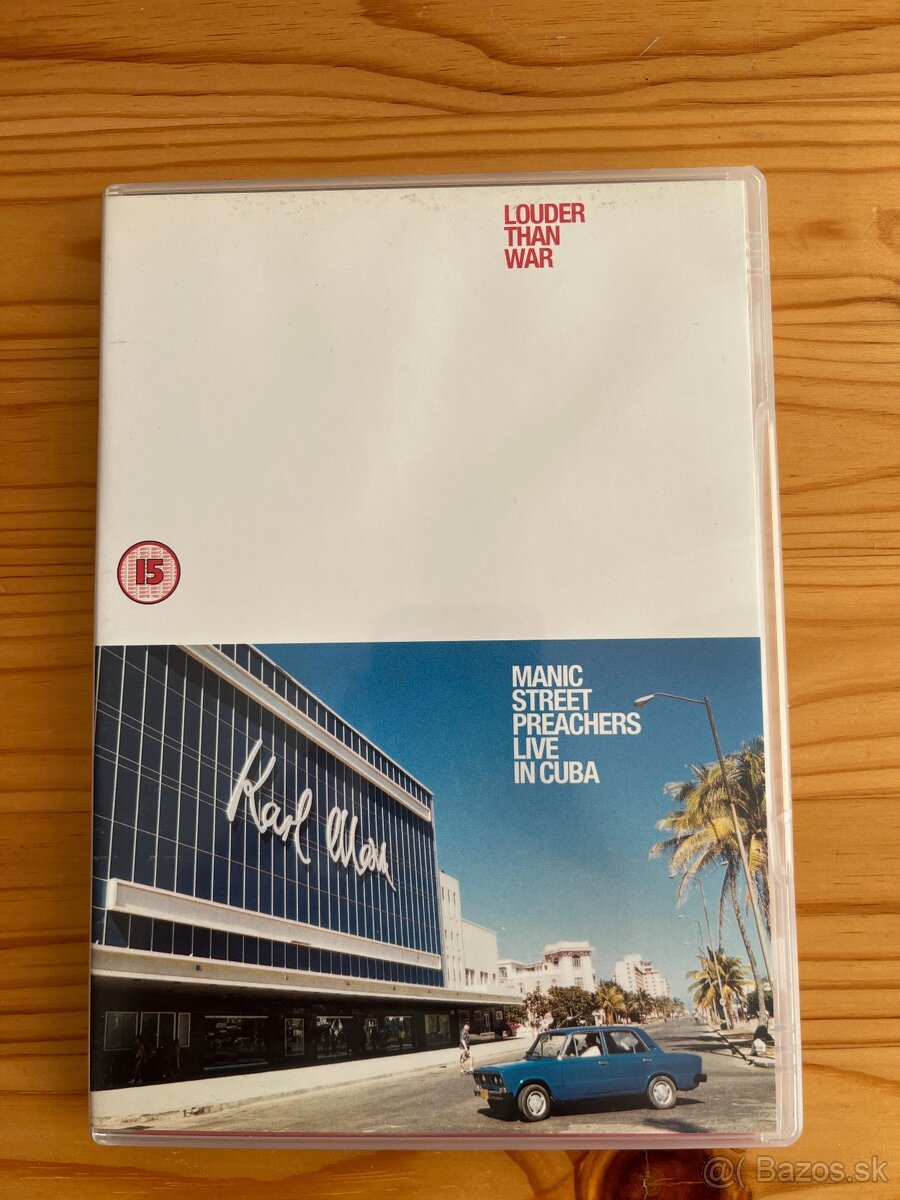 LOUDER
THAN
WAR
15
MANIC
STREET
PREACHERS
LIVE
IN CUBA
Karl Marx
@( Bazos.sk